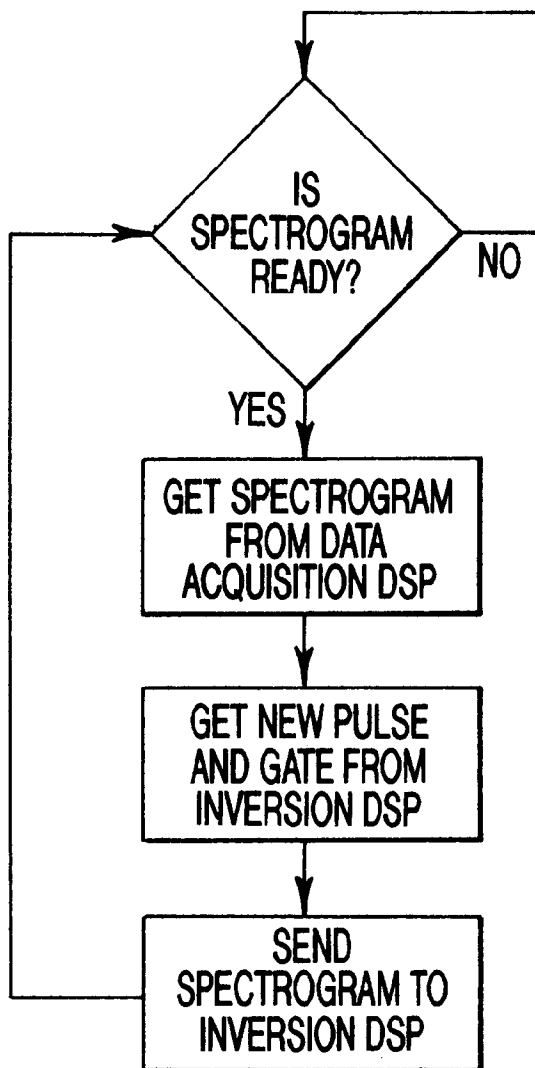 IS
SPECTROGRAM
READY?
NO
YES
GET SPECTROGRAM
FROM DATA
ACQUISITION DSP
GET NEW PULSE
AND GATE FROM
INVERSION DSP
SEND
SPECTROGRAM TO
INVERSION DSP